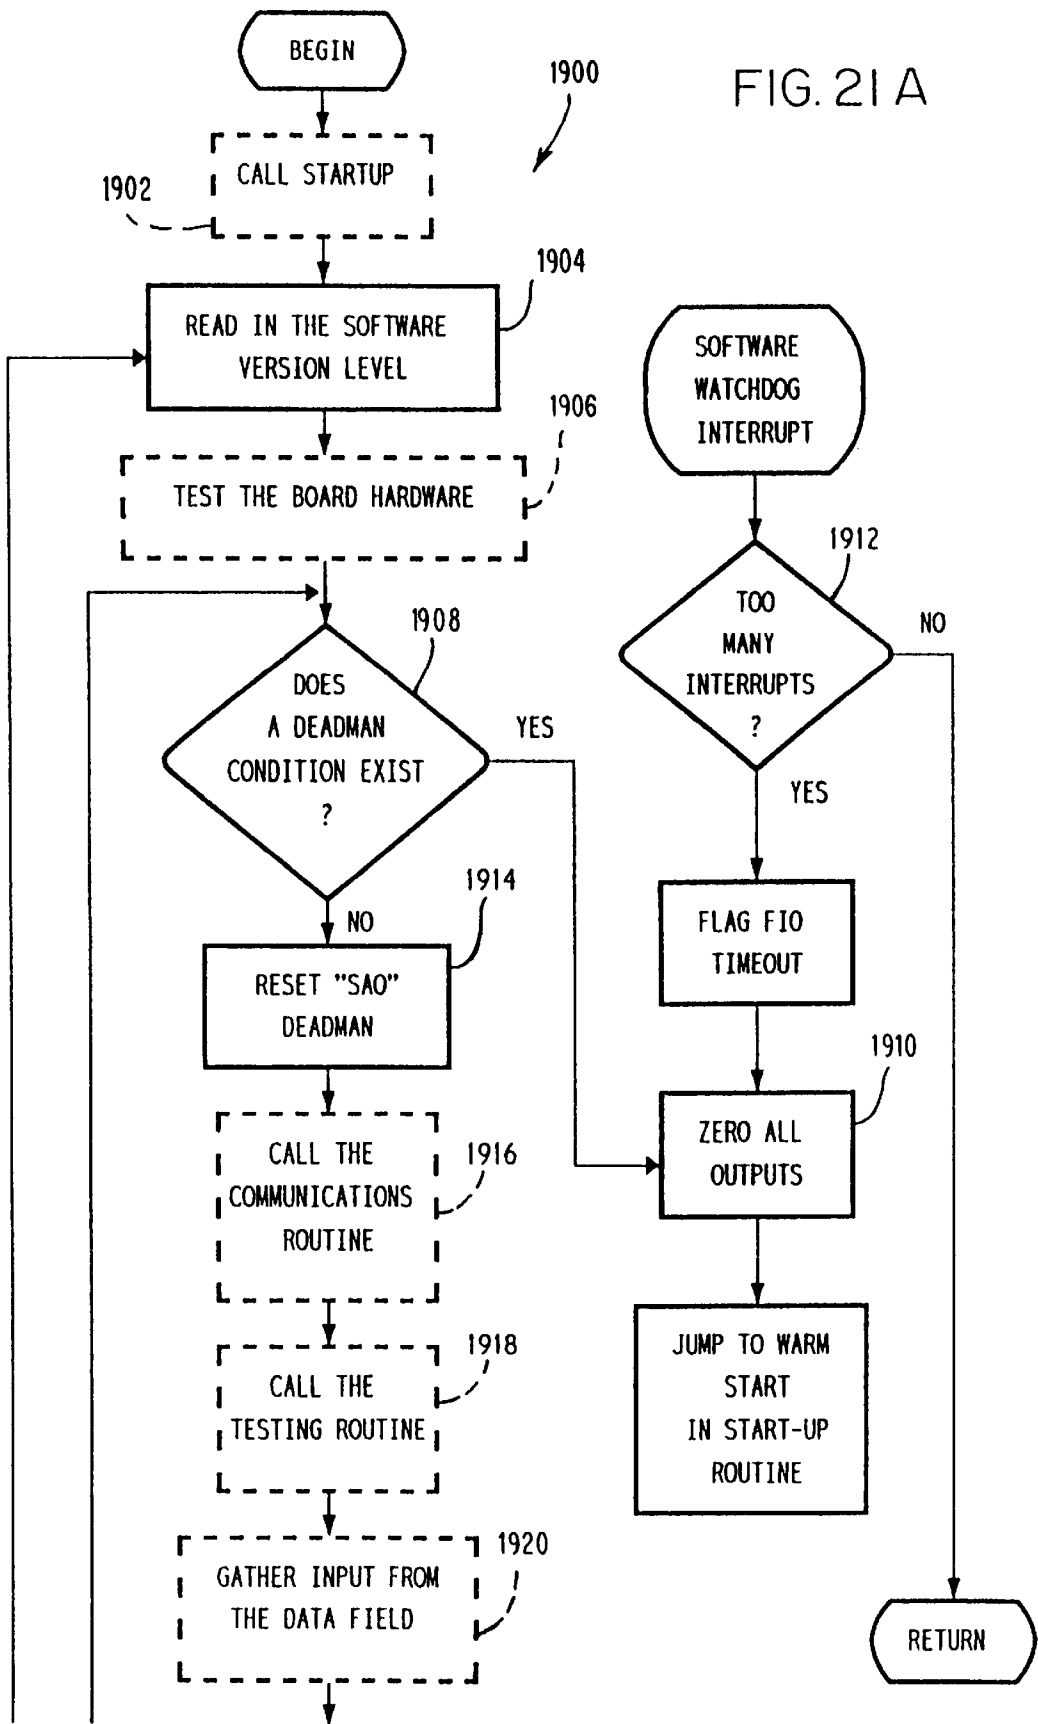 FIG. 21 A
BEGIN
1900
CALL STARTUP
1902
1904
READ IN THE SOFTWARE
VERSION LEVEL
1906
TEST THE BOARD HARDWARE
1908
DOES
A DEADMAN
CONDITION EXIST
?
YES
NO
1914
RESET "SAO"
DEADMAN
CALL THE
COMMUNICATIONS
ROUTINE
1916
1918
CALL THE
TESTING ROUTINE
1920
GATHER INPUT FROM
THE DATA FIELD
SOFTWARE
WATCHDOG
INTERRUPT
1912
TOO
MANY
INTERRUPTS
?
NO
YES
FLAG FIO
TIMEOUT
1910
ZERO ALL
OUTPUTS
JUMP TO WARM
START
IN START-UP
ROUTINE
RETURN